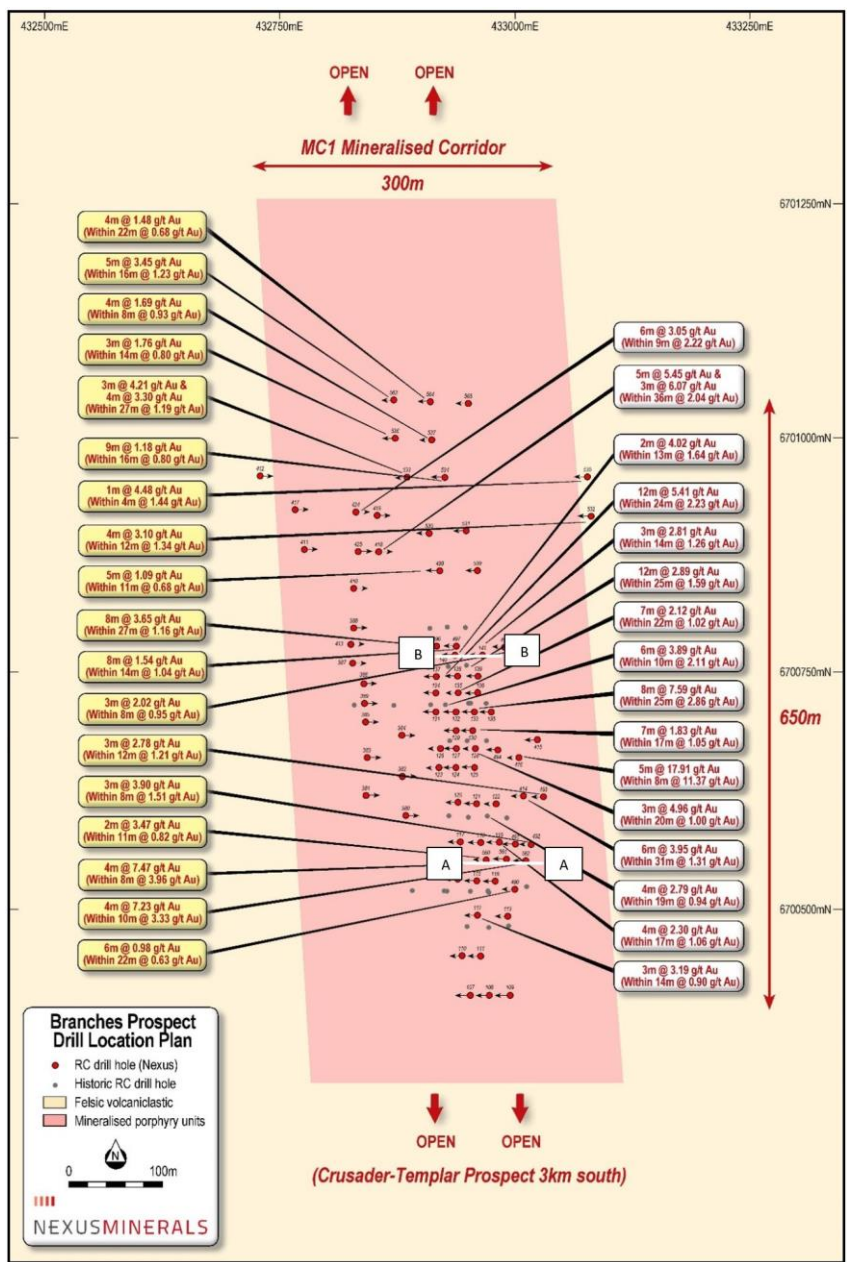 432500mE
432750mE
433000mE
433250mE
OPEN
OPEN
MC1 Mineralised Corridor
300m
6701250mN
6701000mN
6700750mN
6700500mN
650m
4m @ 1.48 g/t Au
(Within 22m @ 0.68 g/t Au)
5m @ 3.45 g/t Au
(Within 16m @ 1.23 g/t Au)
4m @ 1.69 g/t Au
(Within 8m @ 0.93 g/t Au)
3m @ 1.76 g/t Au
(Within 14m @ 0.80 g/t Au)
3m @ 4.21 g/t Au &
4m @ 3.30 g/t Au
(Within 27m @ 1.19 g/t Au)
9m @ 1.18 g/t Au
(Within 16m @ 0.80 g/t Au)
1m @ 4.48 g/t Au
(Within 4m @ 1.44 g/t Au)
4m @ 3.10 g/t Au
(Within 12m @ 1.34 g/t Au)
5m @ 1.09 g/t Au
(Within 11m @ 0.68 g/t Au)
8m @ 3.65 g/t Au
(Within 27m @ 1.16 g/t Au)
8m @ 1.54 g/t Au
(Within 14m @ 1.04 g/t Au)
3m @ 2.02 g/t Au
(Within 8m @ 0.95 g/t Au)
3m @ 2.78 g/t Au
(Within 12m @ 1.21 g/t Au)
3m @ 3.90 g/t Au
(Within 8m @ 1.51 g/t Au)
2m @ 3.47 g/t Au
(Within 11m @ 0.82 g/t Au)
4m @ 7.47 g/t Au
(Within 8m @ 3.96 g/t Au)
4m @ 7.23 g/t Au
(Within 10m @ 3.33 g/t Au)
6m @ 0.98 g/t Au
(Within 22m @ 0.63 g/t Au)
6m @ 3.05 g/t Au
(Within 9m @ 2.22 g/t Au)
5m @ 5.45 g/t Au &
3m @ 6.07 g/t Au
(Within 36m @ 2.04 g/t Au)
2m @ 4.02 g/t Au
(Within 13m @ 1.64 g/t Au)
12m @ 5.41 g/t Au
(Within 24m @ 2.23 g/t Au)
3m @ 2.81 g/t Au
(Within 14m @ 1.26 g/t Au)
12m @ 2.89 g/t Au
(Within 25m @ 1.59 g/t Au)
7m @ 2.12 g/t Au
(Within 22m @ 1.02 g/t Au)
6m @ 3.89 g/t Au
(Within 10m @ 2.11 g/t Au)
8m @ 7.59 g/t Au
(Within 25m @ 2.86 g/t Au)
7m @ 1.83 g/t Au
(Within 17m @ 1.05 g/t Au)
5m @ 17.91 g/t Au
(Within 8m @ 11.37 g/t Au)
3m @ 4.96 g/t Au
(Within 20m @ 1.00 g/t Au)
6m @ 3.95 g/t Au
(Within 31m @ 1.31 g/t Au)
4m @ 2.79 g/t Au
(Within 19m @ 0.94 g/t Au)
4m @ 2.30 g/t Au
(Within 17m @ 1.06 g/t Au)
3m @ 3.19 g/t Au
(Within 14m @ 0.90 g/t Au)
B
B
A
A
Branches Prospect
Drill Location Plan
RC drill hole (Nexus)
Historic RC drill hole
Felsic volcaniclastic
Mineralised porphyry units
N
0
100m
NEXUSMINERALS
OPEN
OPEN
(Crusader-Templar Prospect 3km south)